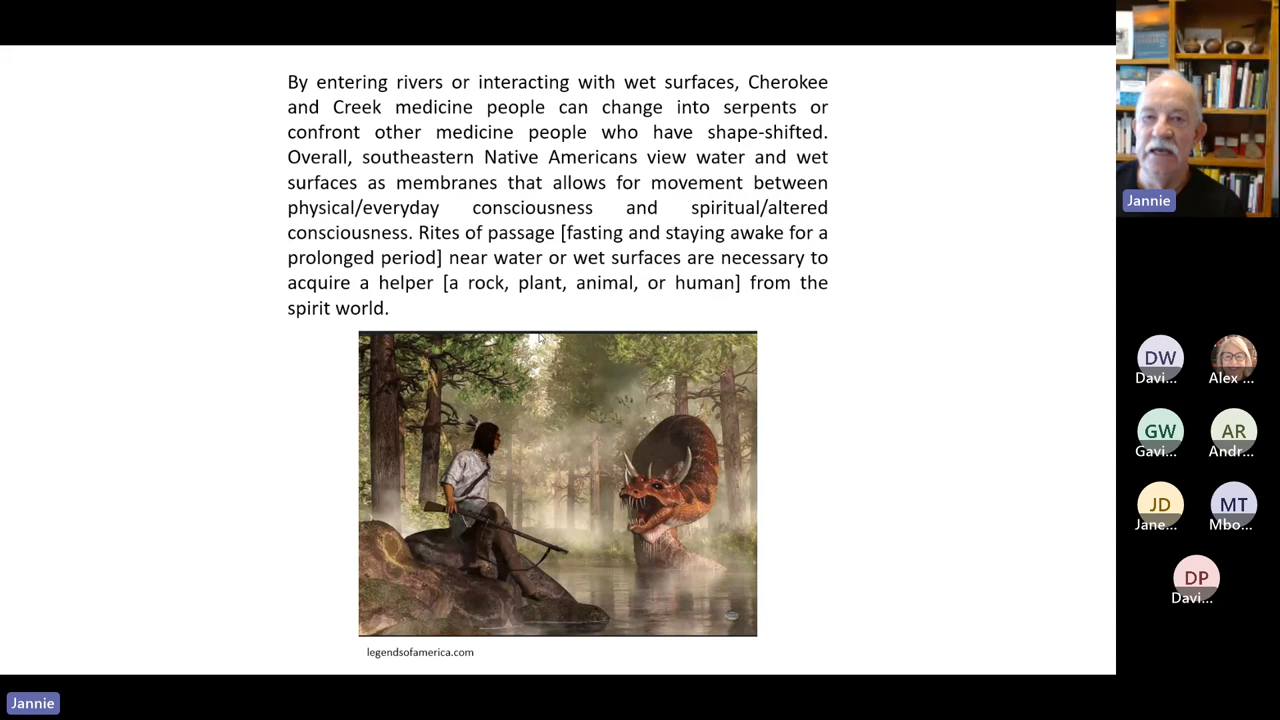 By entering rivers or interacting with wet surfaces, Cherokee
and Creek medicine people can change into serpents or
confront other medicine people who have shape-shifted.
Overall, southeastern Native Americans view water and wet
surfaces as membranes that allows for movement between
physical/everyday consciousness and spiritual/altered
consciousness. Rites of passage [fasting and staying awake for a
prolonged period] near water or wet surfaces are necessary to
acquire a helper [a rock, plant, animal, or human] from the
spirit world.
legendsofamerica.com
Jannie
Jannie
DW
Davi...
Alex ...
GW
Gavi...
AR
Andr...
JD
Jane...
MT
Mbo...
DP
Davi...